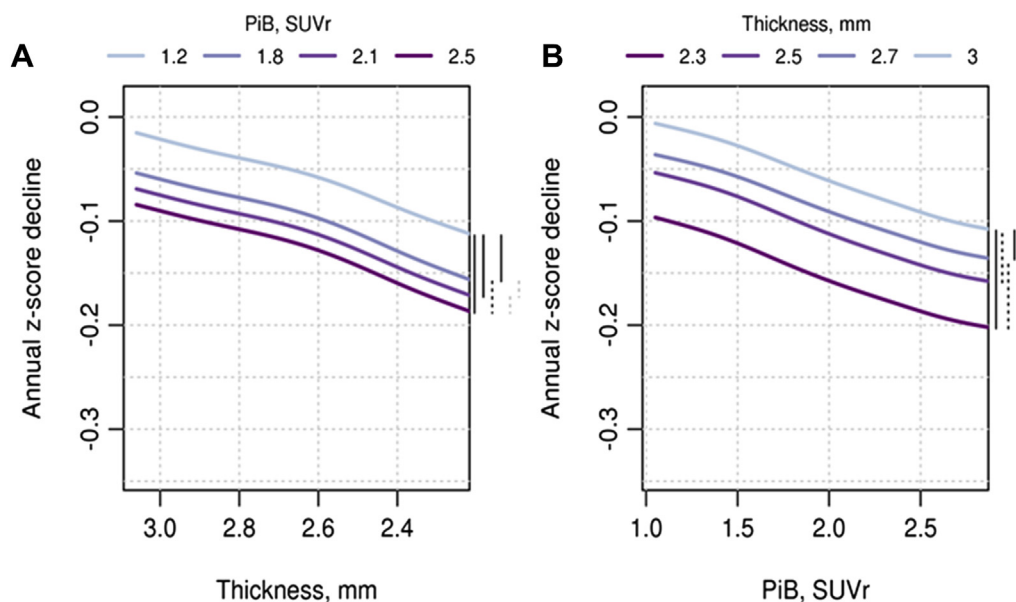 PiB, SUVr
A
1.2 1.8 2.1 2.5
0.0
-0.1
-0.2
-0.3
Annual z-score decline
3.0 2.8 2.6 2.4
Thickness, mm
Thickness, mm
B
2.3 2.5 2.7 3
0.0
-0.1
-0.2
-0.3
Annual z-score decline
1.0 1.5 2.0 2.5
PiB, SUVr